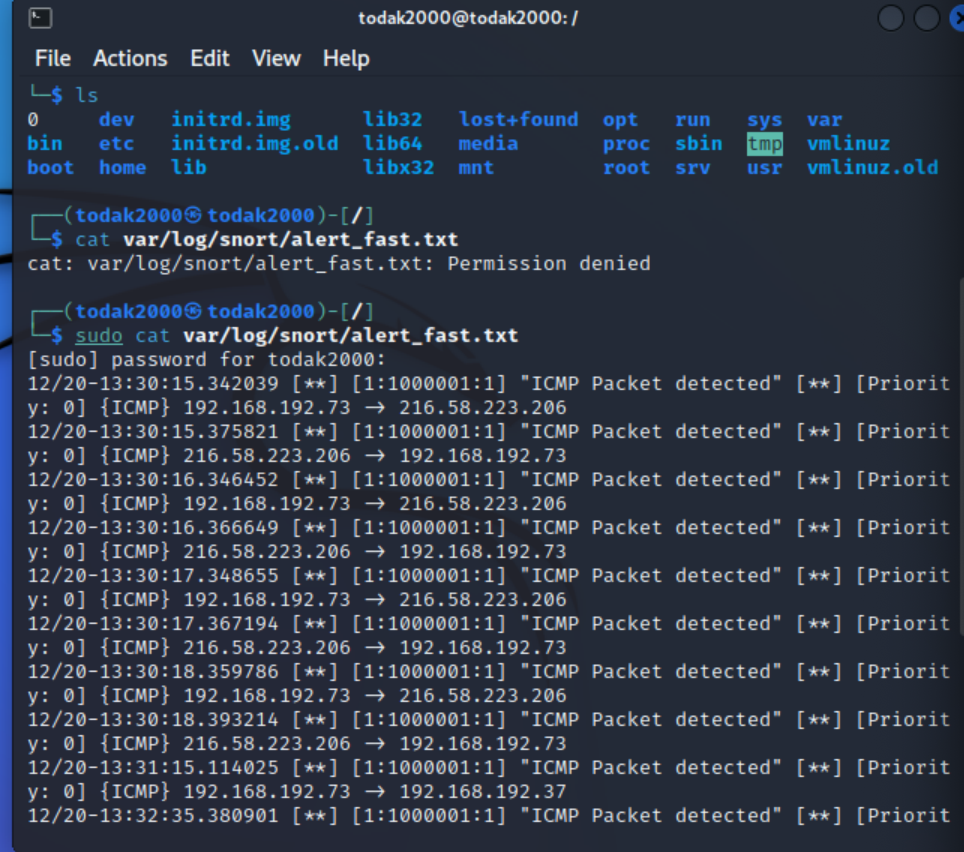 todak2000@todak2000: /
File Actions Edit View Help
└─$ ls
0 dev initrd.img lib32 lost+found opt run sys var
bin etc initrd.img.old lib64 media proc sbin tmp vmlinuz
boot home lib libx32 mnt root srv usr vmlinuz.old
┌──(todak2000㉿todak2000)-[/]
└─$ cat var/log/snort/alert_fast.txt
cat: var/log/snort/alert_fast.txt: Permission denied
┌──(todak2000㉿todak2000)-[/]
└─$ sudo cat var/log/snort/alert_fast.txt
[sudo] password for todak2000:
12/20-13:30:15.342039 [**] [1:1000001:1] "ICMP Packet detected" [**] [Priorit
y: 0] {ICMP} 192.168.192.73 → 216.58.223.206
12/20-13:30:15.375821 [**] [1:1000001:1] "ICMP Packet detected" [**] [Priorit
y: 0] {ICMP} 216.58.223.206 → 192.168.192.73
12/20-13:30:16.346452 [**] [1:1000001:1] "ICMP Packet detected" [**] [Priorit
y: 0] {ICMP} 192.168.192.73 → 216.58.223.206
12/20-13:30:16.366649 [**] [1:1000001:1] "ICMP Packet detected" [**] [Priorit
y: 0] {ICMP} 216.58.223.206 → 192.168.192.73
12/20-13:30:17.348655 [**] [1:1000001:1] "ICMP Packet detected" [**] [Priorit
y: 0] {ICMP} 192.168.192.73 → 216.58.223.206
12/20-13:30:17.367194 [**] [1:1000001:1] "ICMP Packet detected" [**] [Priorit
y: 0] {ICMP} 216.58.223.206 → 192.168.192.73
12/20-13:30:18.359786 [**] [1:1000001:1] "ICMP Packet detected" [**] [Priorit
y: 0] {ICMP} 192.168.192.73 → 216.58.223.206
12/20-13:30:18.393214 [**] [1:1000001:1] "ICMP Packet detected" [**] [Priorit
y: 0] {ICMP} 216.58.223.206 → 192.168.192.73
12/20-13:31:15.114025 [**] [1:1000001:1] "ICMP Packet detected" [**] [Priorit
y: 0] {ICMP} 192.168.192.73 → 192.168.192.37
12/20-13:32:35.380901 [**] [1:1000001:1] "ICMP Packet detected" [**] [Priorit